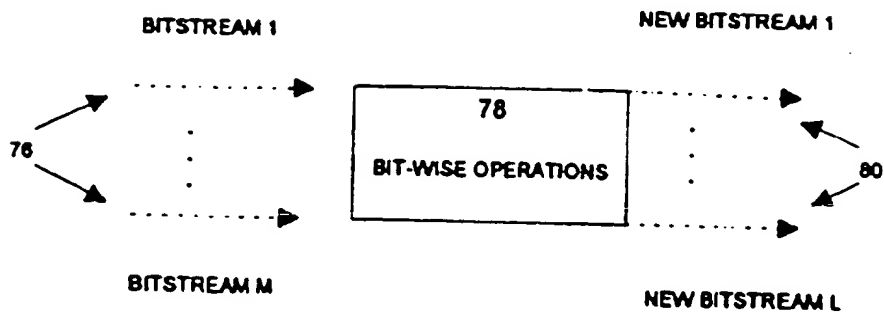 BITSTREAM 1
NEW BITSTREAM 1
78
76
BIT-WISE OPERATIONS
80
BITSTREAM M
NEW BITSTREAM L